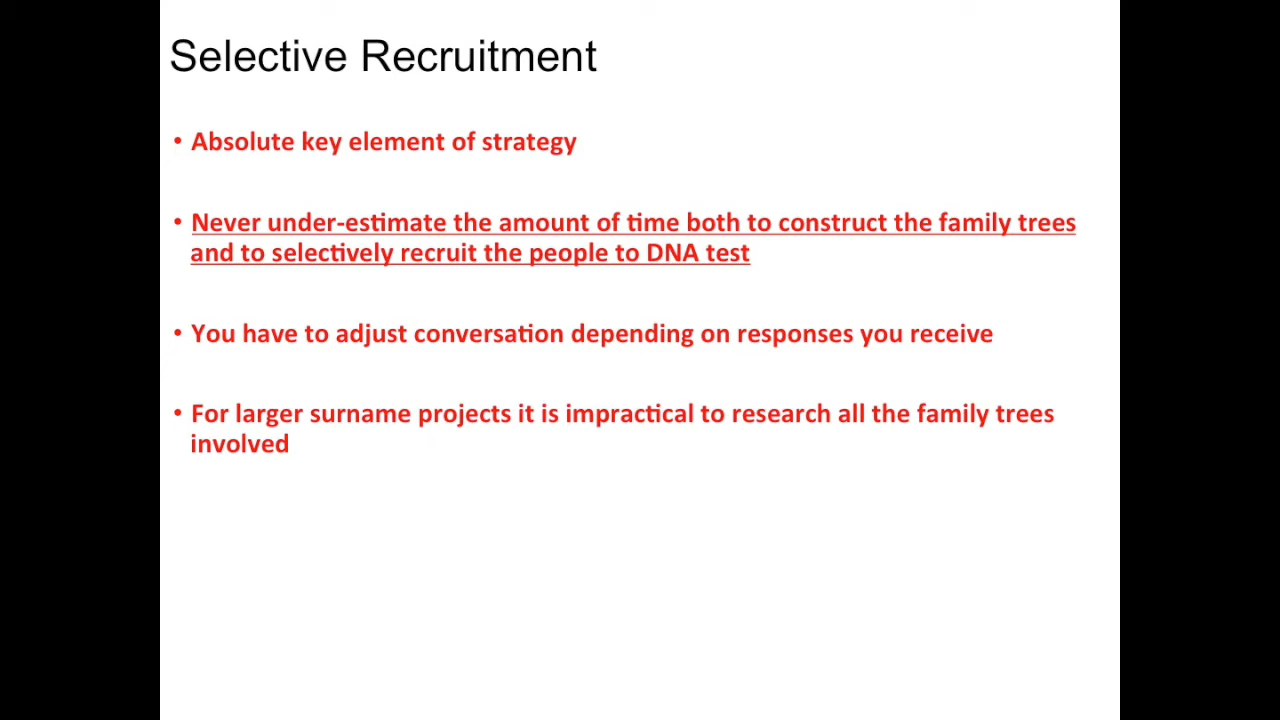 Selective Recruitment
• Absolute key element of strategy
• Never under-estimate the amount of time both to construct the family trees
and to selectively recruit the people to DNA test
• You have to adjust conversation depending on responses you receive
• For larger surname projects it is impractical to research all the family trees
involved